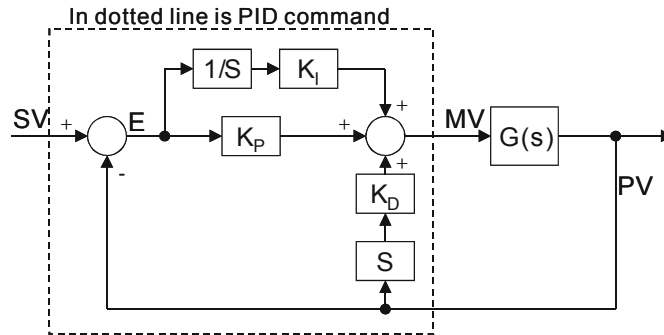 In dotted line is PID command
1/S
K_I
SV
+
E
K_P
+
+
MV
G(s)
-
+
PV
K_D
S